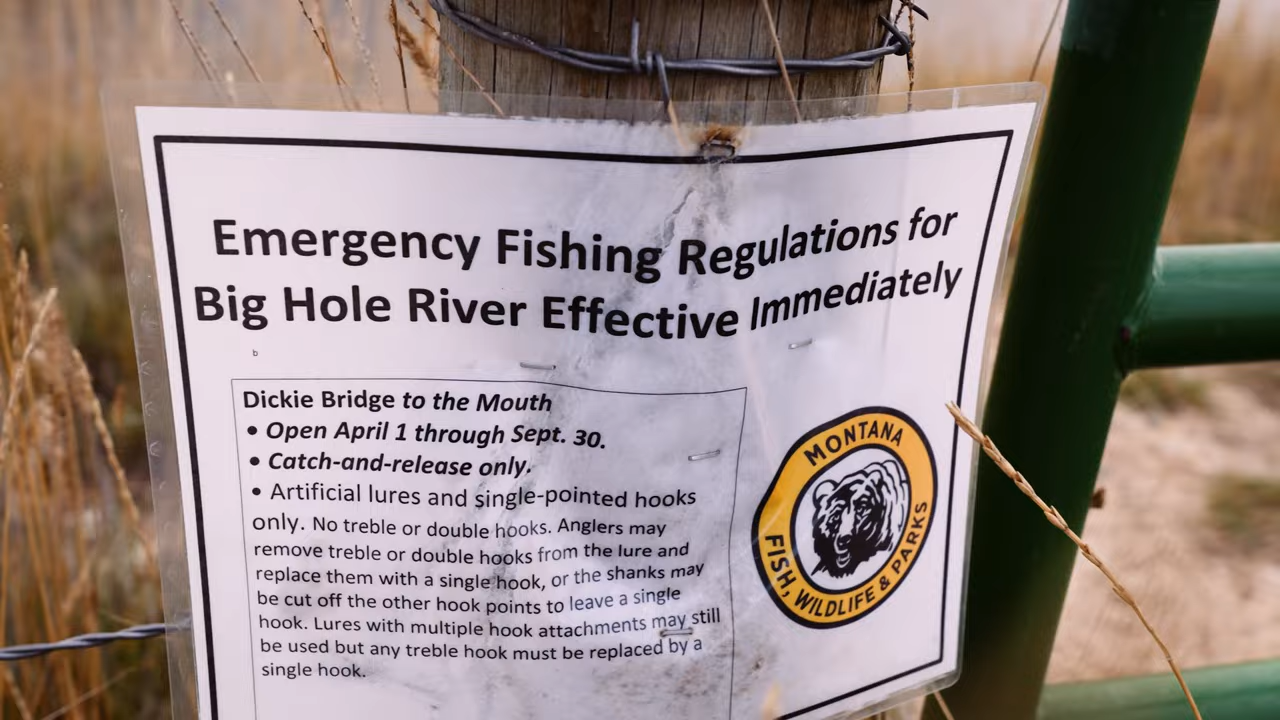 Emergency Fishing Regulations for
Big Hole River Effective Immediately
b
Dickie Bridge to the Mouth
• Open April 1 through Sept. 30.
• Catch-and-release only.
• Artificial lures and single-pointed hooks
only. No treble or double hooks. Anglers may
remove treble or double hooks from the lure and
replace them with a single hook, or the shanks may
be cut off the other hook points to leave a single
hook. Lures with multiple hook attachments may still
be used but any treble hook must be replaced by a
single hook.
MONTANA
FISH, WILDLIFE & PARKS